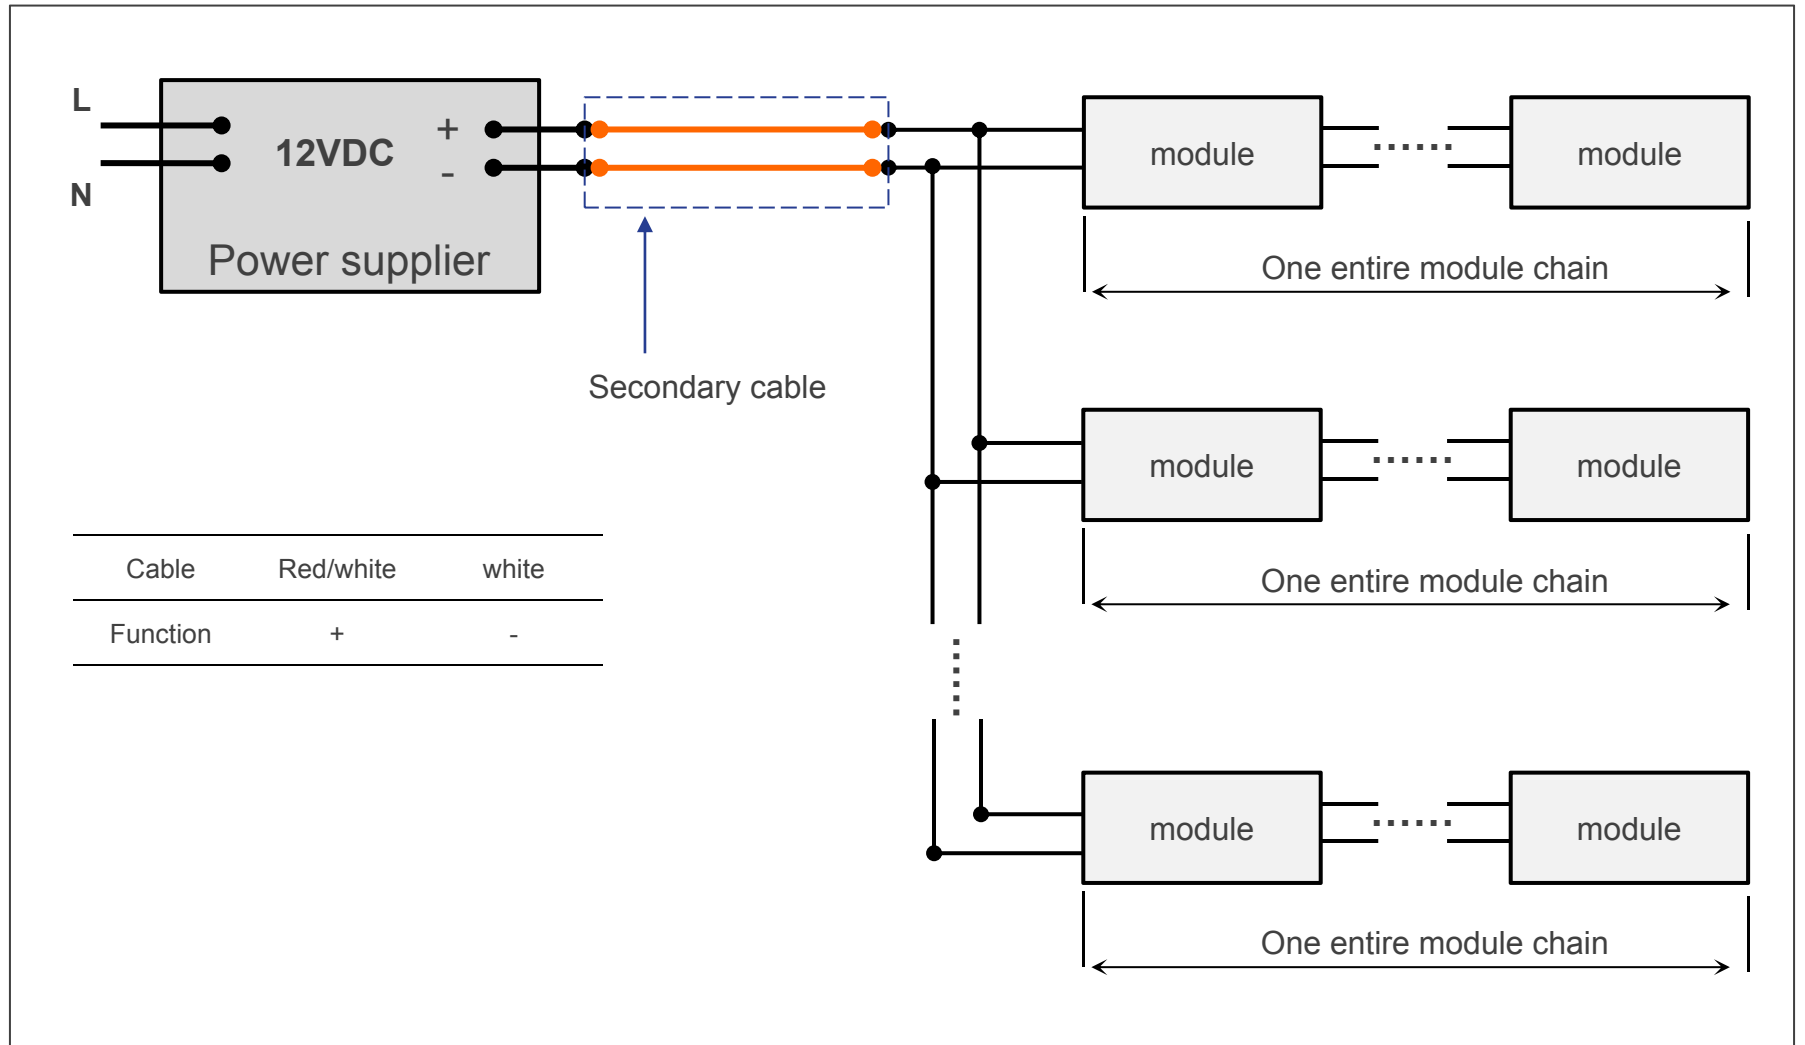 L
N
12VDC
+
-
Power supplier
Secondary cable
module
module
One entire module chain
module
module
One entire module chain
Cable Red/white white
Function + -
module
module
One entire module chain